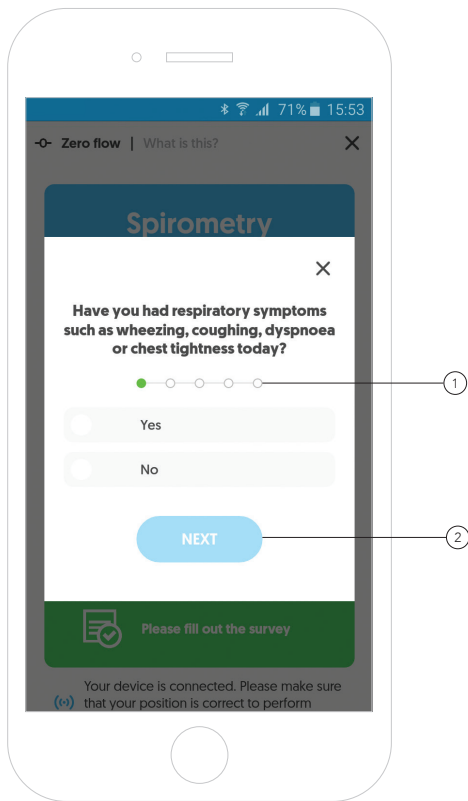 71% 15:53
Zero flow | What is this?
Spirometry
Have you had respiratory symptoms
such as wheezing, coughing, dyspnoea
or chest tightness today?
1
Yes
No
NEXT
2
Please fill out the survey
Your device is connected. Please make sure
that your position is correct to perform